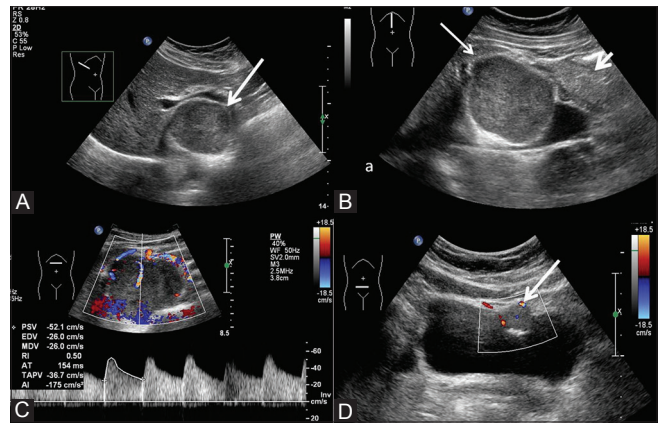 FR 28Hz
RS
Z 0.8
2D
53%
C 55
P Low
Res
14
A
a
B
5Hz
PW
40%
WF 50Hz
SV2.0mm
M3
2.5MHz
3.8cm
+18.5
-18.5
cm/s
8.5
PSV -52.1 cm/s
EDV -26.0 cm/s
MDV -26.0 cm/s
RI 0.50
AT 154 ms
TAPV -36.7 cm/s
AI -175 cm/s²
-60
-40
-20
Inv
cm/s
20
C
+18.5
-18.5
cm/s
x
D